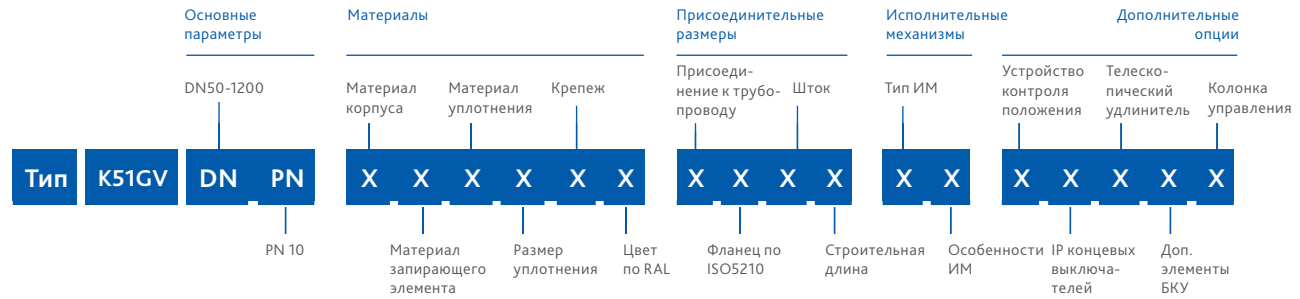 Основные
параметры
Материалы
Присоединительные
размеры
Исполнительные
механизмы
Дополнительные
опции
DN50-1200
Материал
корпуса
Материал
уплотнения
Крепеж
Присоеди-
нение к трубо-
проводу
Шток
Тип ИМ
Устройство
контроля
положения
Телеско-
пический
удлинитель
Колонка
управления
Тип K51GV DN PN X X X X X X X X X X X X X X X X X
PN 10
Материал
запирающего
элемента
Размер
уплотнения
Цвет
по RAL
Фланец по
ISO5210
Строительная
длина
Особенности
ИМ
IP концевых
выключа-
телей
Доп.
элементы
БКУ